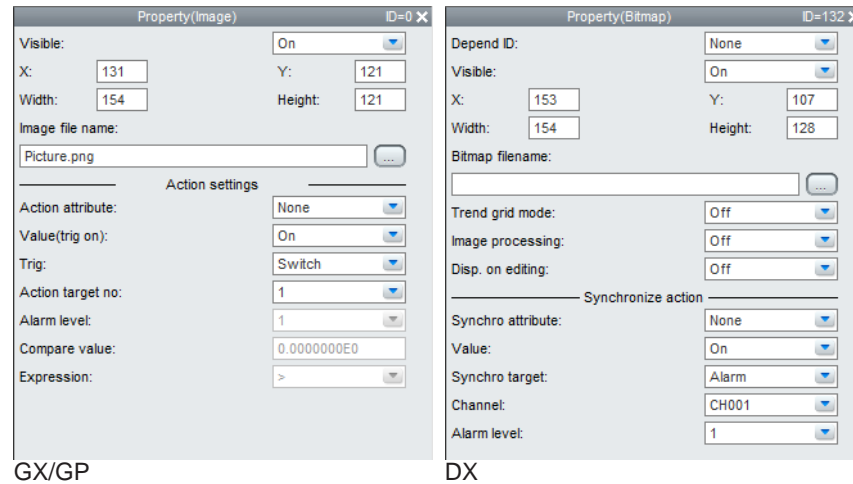 Property(Image) ID=0 X
Visible: On
X: 131 Y: 121
Width: 154 Height: 121
Image file name:
Picture.png ...
Action settings
Action attribute: None
Value(trig on): On
Trig: Switch
Action target no: 1
Alarm level: 1
Compare value: 0.0000000E0
Expression: >
GX/GP
Property(Bitmap) ID=132 X
Depend ID: None
Visible: On
X: 153 Y: 107
Width: 154 Height: 128
Bitmap filename:
...
Trend grid mode: Off
Image processing: Off
Disp. on editing: Off
Synchronize action
Synchro attribute: None
Value: On
Synchro target: Alarm
Channel: CH001
Alarm level: 1
DX